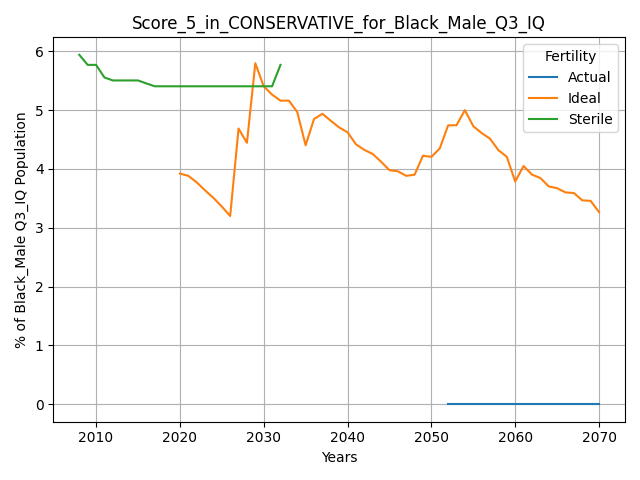 Score_5_in_CONSERVATIVE_for_Black_Male_Q3_IQ
Fertility
Actual
Ideal
Sterile
% of Black_Male Q3_IQ Population
6
5
4
3
2
1
0
2010 2020 2030 2040 2050 2060 2070
Years